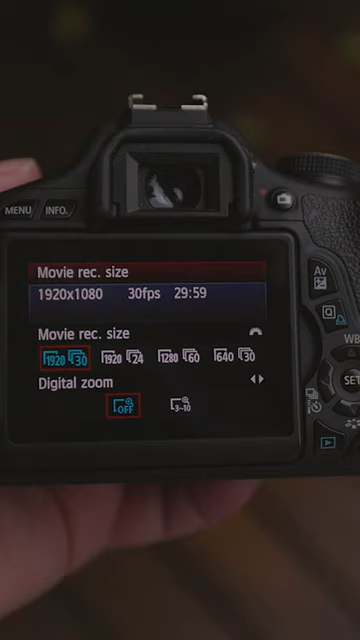 MENU INFO.
Movie rec. size
1920x1080 30fps 29:59
Movie rec. size
1920 30 1920 24 1280 60 640 30
Digital zoom
OFF 3-10
Av
Q
WB
SET